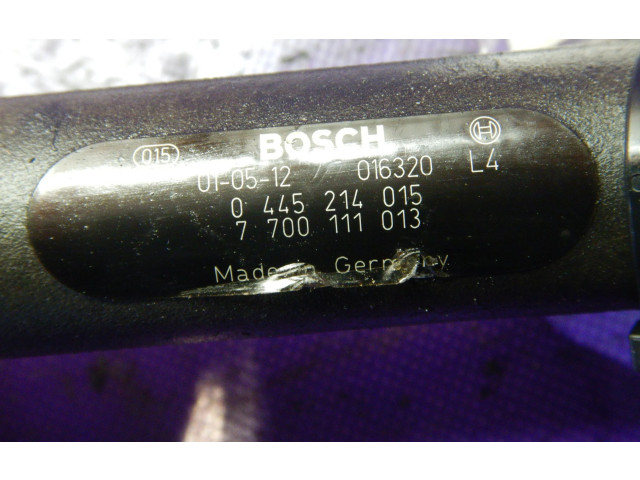 BOSCH
015 01-05-12 016320 L4
0 445 214 015
7 700 111 013
Made in Germany